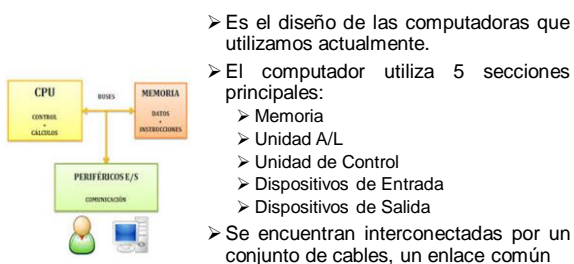 CPU
CONTROL
+
CÁLCULOS
BUSES
MEMORIA
DATOS
+
INSTRUCCIONES
PERIFÉRICOS E/S
COMUNICACIÓN
➢ Es el diseño de las computadoras que
utilizamos actualmente.
➢ El computador utiliza 5 secciones
principales:
➢ Memoria
➢ Unidad A/L
➢ Unidad de Control
➢ Dispositivos de Entrada
➢ Dispositivos de Salida
➢ Se encuentran interconectadas por un
conjunto de cables, un enlace común